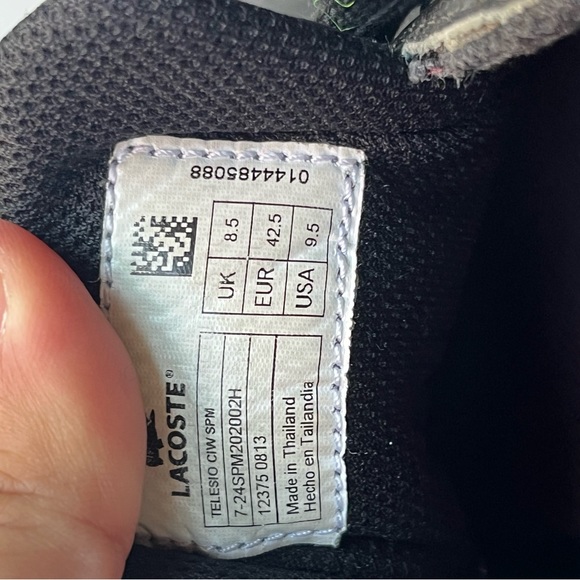 LACOSTE®
TELESIO CIW SPM
7-24SPM202002H
12375 0813
Made in Thailand
Hecho en Tailandia
UK 8.5
EUR 42.5
USA 9.5
01444485088